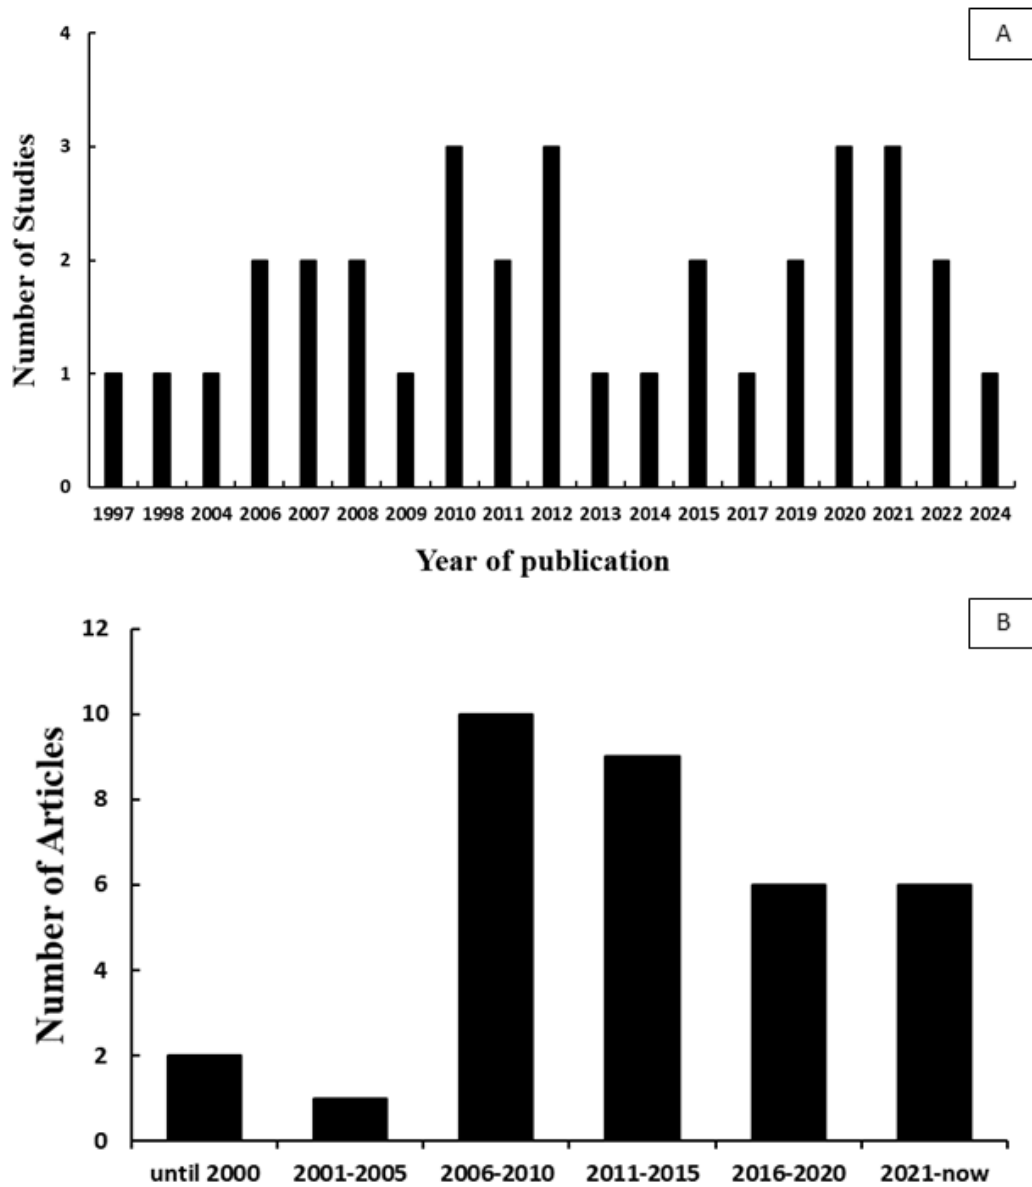 A
4
3
2
1
0
Number of Studies
1997 1998 2004 2006 2007 2008 2009 2010 2011 2012 2013 2014 2015 2017 2019 2020 2021 2022 2024
Year of publication
B
12
10
8
6
4
2
0
Number of Articles
until 2000 2001-2005 2006-2010 2011-2015 2016-2020 2021-now